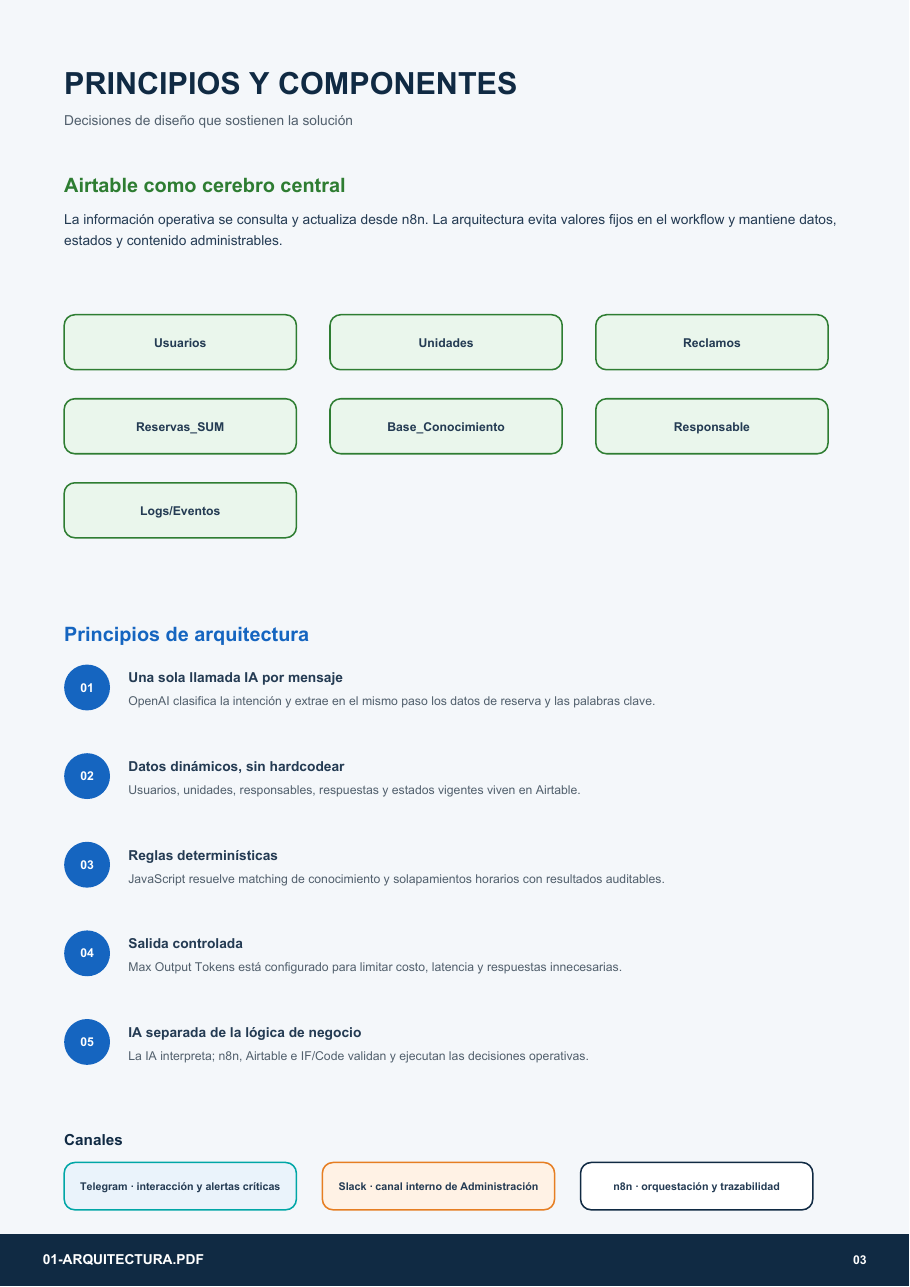 PRINCIPIOS Y COMPONENTES
Decisiones de diseño que sostienen la solución
Airtable como cerebro central
La información operativa se consulta y actualiza desde n8n. La arquitectura evita valores fijos en el workflow y mantiene datos,
estados y contenido administrables.
Usuarios
Unidades
Reclamos
Reservas_SUM
Base_Conocimiento
Responsable
Logs/Eventos
Principios de arquitectura
01
Una sola llamada IA por mensaje
OpenAI clasifica la intención y extrae en el mismo paso los datos de reserva y las palabras clave.
02
Datos dinámicos, sin hardcodear
Usuarios, unidades, responsables, respuestas y estados vigentes viven en Airtable.
03
Reglas determinísticas
JavaScript resuelve matching de conocimiento y solapamientos horarios con resultados auditables.
04
Salida controlada
Max Output Tokens está configurado para limitar costo, latencia y respuestas innecesarias.
05
IA separada de la lógica de negocio
La IA interpreta; n8n, Airtable e IF/Code validan y ejecutan las decisiones operativas.
Canales
Telegram · interacción y alertas críticas
Slack · canal interno de Administración
n8n · orquestación y trazabilidad
01-ARQUITECTURA.PDF
03